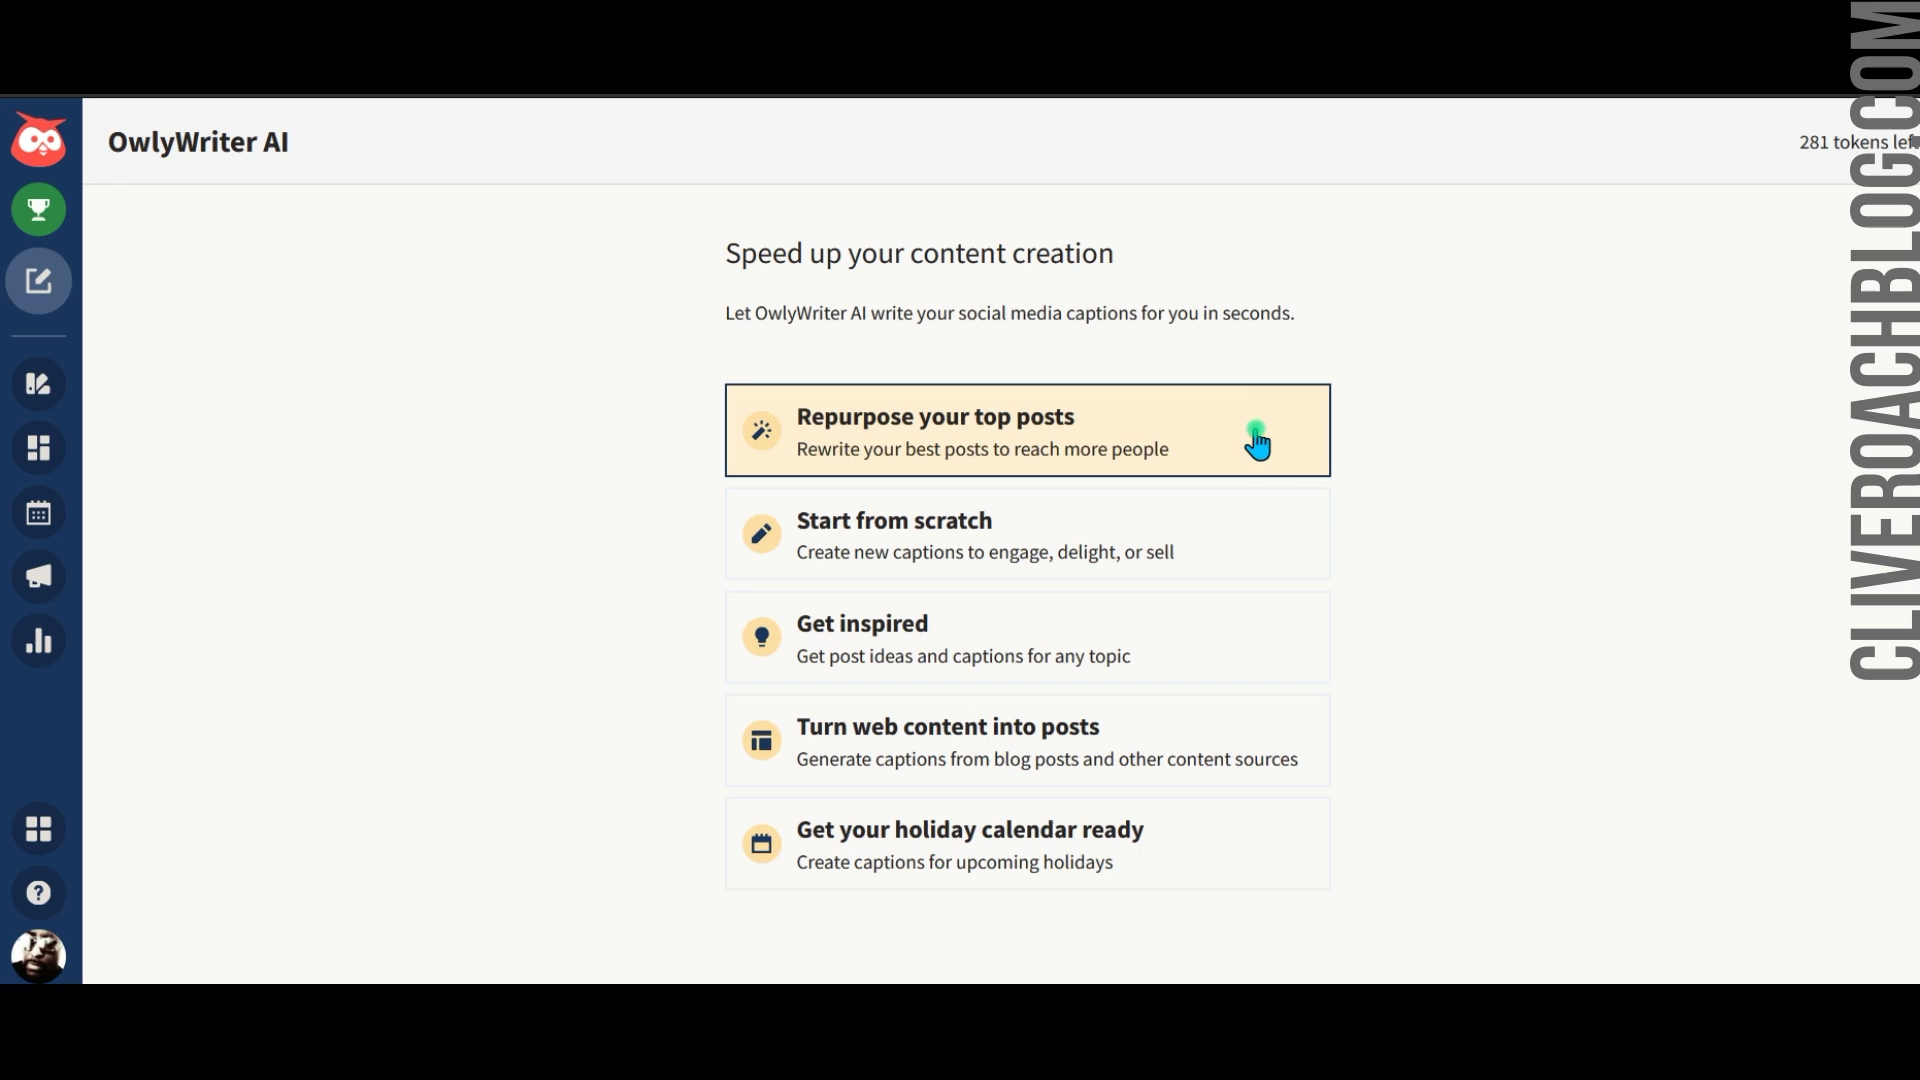 OwlyWriter AI
281 tokens left
Speed up your content creation
Let OwlyWriter AI write your social media captions for you in seconds.
Repurpose your top posts
Rewrite your best posts to reach more people
Start from scratch
Create new captions to engage, delight, or sell
Get inspired
Get post ideas and captions for any topic
Turn web content into posts
Generate captions from blog posts and other content sources
Get your holiday calendar ready
Create captions for upcoming holidays
?
CLIVEROACHBLOG.COM